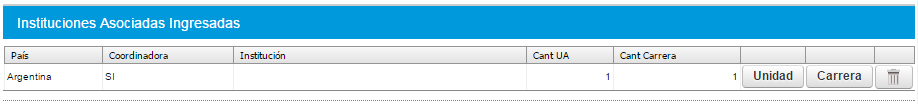 Instituciones Asociadas Ingresadas
País Coordinadora Institución Cant UA Cant Carrera
Argentina SI 1 1 Unidad Carrera